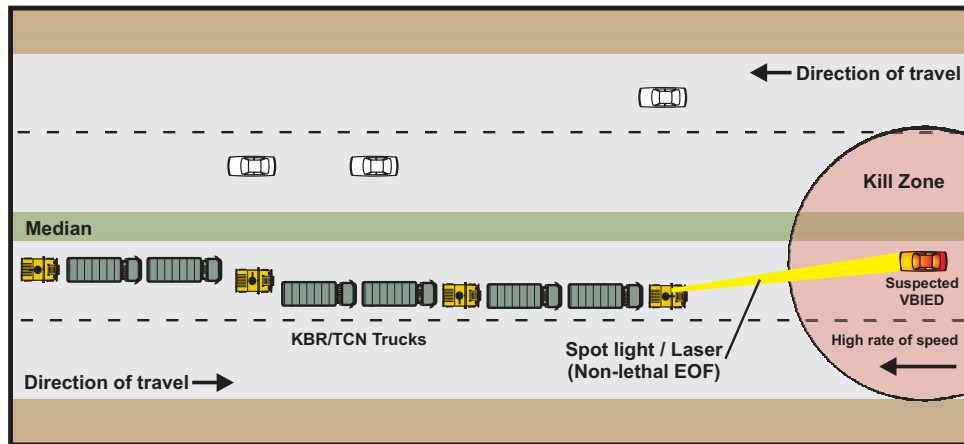 Direction of travel
Kill Zone
Median
Suspected
VBIED
KBR/TCN Trucks
High rate of speed
Spot light / Laser
(Non-lethal EOF)
Direction of travel